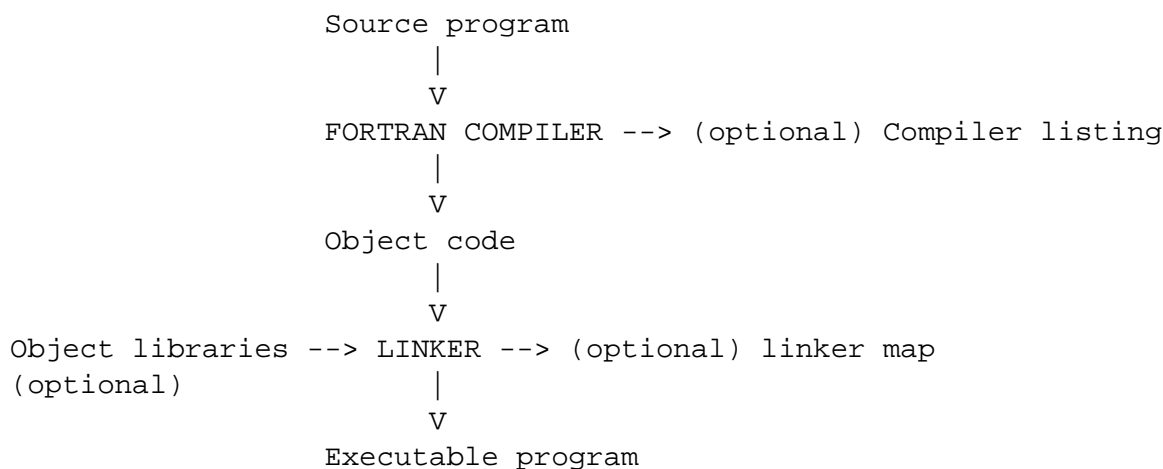 Source program
|
V
FORTRAN COMPILER --> (optional) Compiler listing
|
V
Object code
|
V
Object libraries --> LINKER --> (optional) linker map
(optional) |
V
Executable program